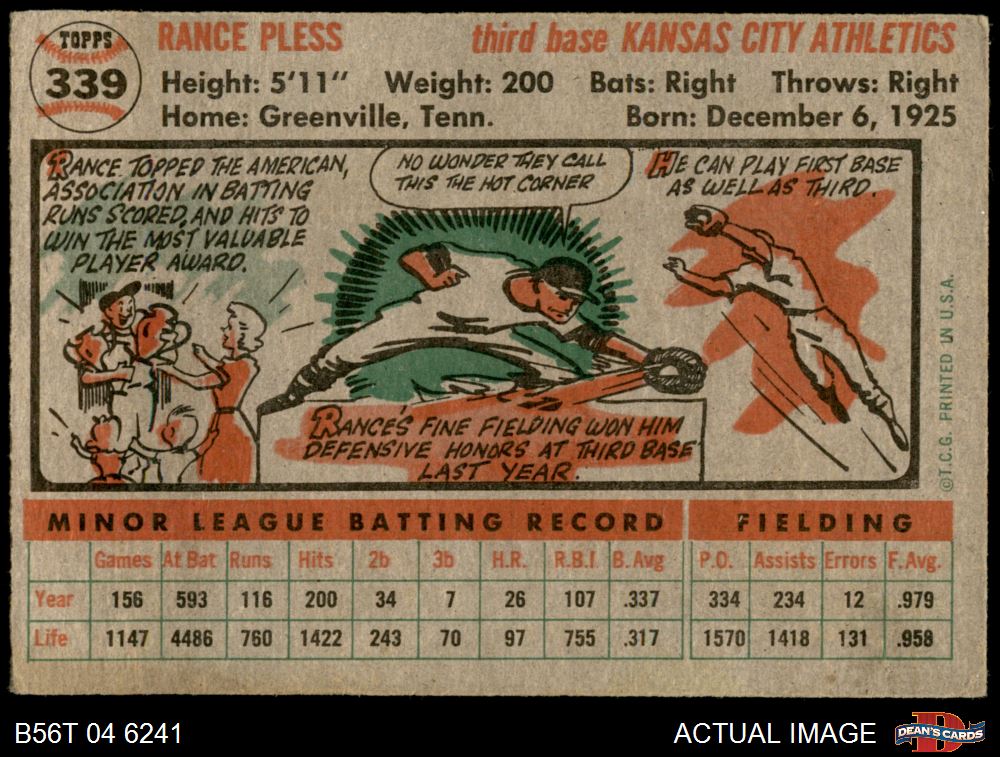 TOPPS
339
RANCE PLESS third base KANSAS CITY ATHLETICS
Height: 5'11" Weight: 200 Bats: Right Throws: Right
Home: Greenville, Tenn. Born: December 6, 1925
RANCE TOPPED THE AMERICAN,
ASSOCIATION IN BATTING
RUNS SCORED, AND HITS TO
WIN THE MOST VALUABLE
PLAYER AWARD.
NO WONDER THEY CALL
THIS THE HOT CORNER
HE CAN PLAY FIRST BASE
AS WELL AS THIRD.
RANCE'S FINE FIELDING WON HIM
DEFENSIVE HONORS AT THIRD BASE
LAST YEAR.
©T.C.G. PRINTED IN U.S.A.
MINOR LEAGUE BATTING RECORD FIELDING
Games At Bat Runs Hits 2b 3b H.R. R.B.I. B. Avg P.O. Assists Errors F. Avg.
Year 156 593 116 200 34 7 26 107 .337 334 234 12 .979
Life 1147 4486 760 1422 243 70 97 755 .317 1570 1418 131 .958
B56T 04 6241 ACTUAL IMAGE D DEAN'S CARDS